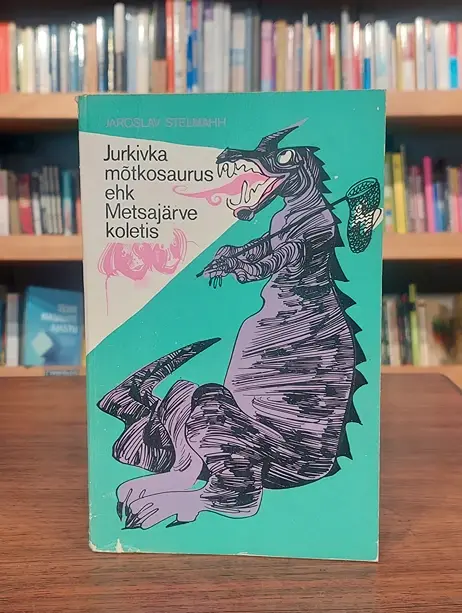 JAROSLAV STELMAHH
Jurkivka
mõtkosaurus
ehk
Metsajärve
koletis